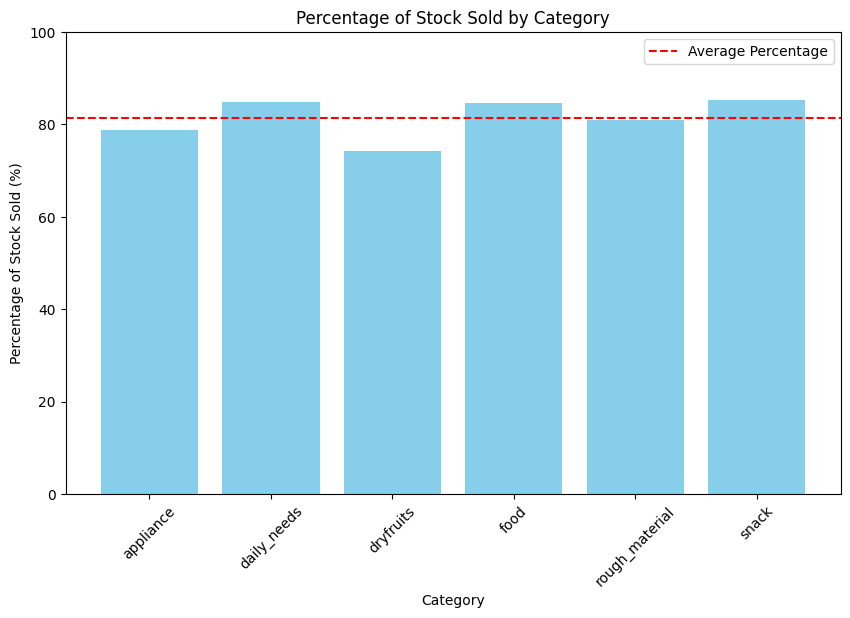 Percentage of Stock Sold by Category
Average Percentage
Percentage of Stock Sold (%)
100
80
60
40
20
0
appliance
daily_needs
dryfruits
food
rough_material
snack
Category